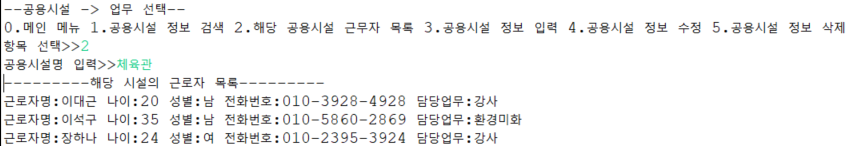 --공용시설 -> 업무 선택--
0.메인 메뉴 1.공용시설 정보 검색 2.해당 공용시설 근무자 목록 3.공용시설 정보 입력 4.공용시설 정보 수정 5.공용시설 정보 삭제
항목 선택>>2
공용시설명 입력>>체육관
---------해당 시설의 근로자 목록---------
근로자명:이대근 나이:20 성별:남 전화번호:010-3928-4928 담당업무:강사
근로자명:이석구 나이:35 성별:남 전화번호:010-5860-2869 담당업무:환경미화
근로자명:장하나 나이:24 성별:여 전화번호:010-2395-3924 담당업무:강사